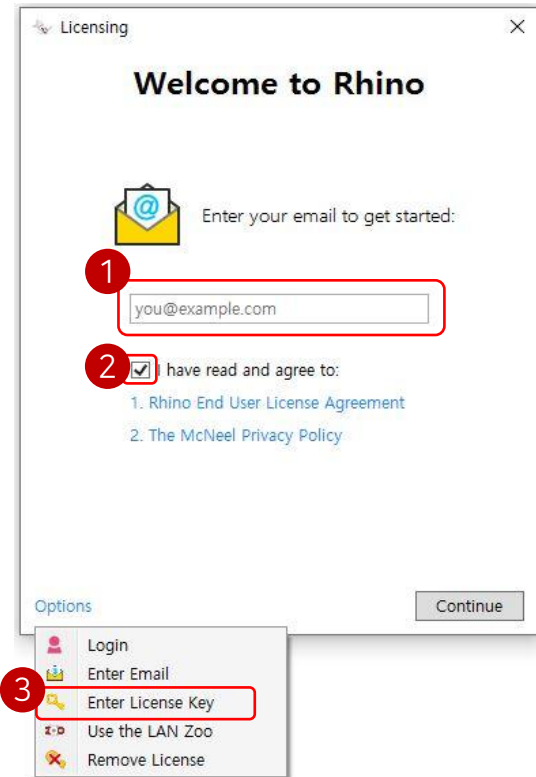 Licensing
Welcome to Rhino
@
Enter your email to get started:
1
you@example.com
2
I have read and agree to:
1. Rhino End User License Agreement
2. The McNeel Privacy Policy
Options
Continue
Login
Enter Email
3
Enter License Key
Use the LAN Zoo
Remove License